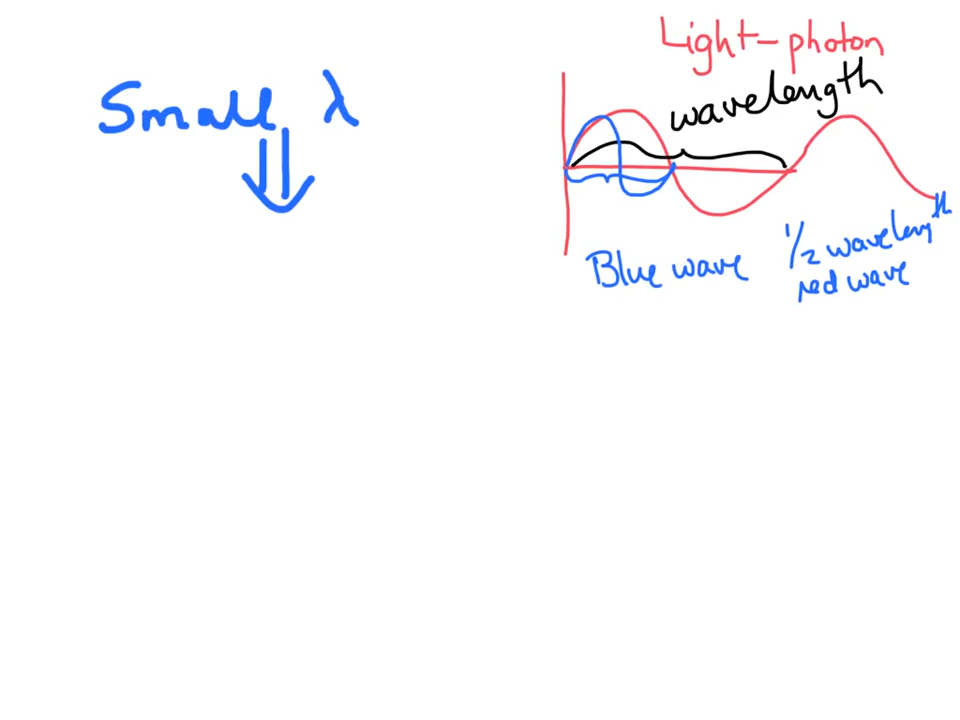 Small λ
Light-photon
wavelength
Blue wave
1/2 wavelength
red wave